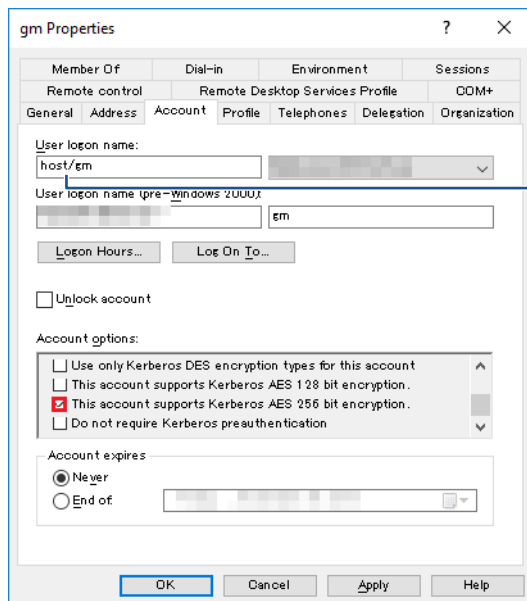 gm Properties
? ×
Member Of Dial-in Environment Sessions
Remote control Remote Desktop Services Profile COM+
General Address Account Profile Telephones Delegation Organization
User logon name:
host/gm
User logon name (pre-Windows 2000):
gm
Logon Hours... Log On To...
Unlock account
Account options:
Use only Kerberos DES encryption types for this account
This account supports Kerberos AES 128 bit encryption.
This account supports Kerberos AES 256 bit encryption.
Do not require Kerberos preauthentication
Account expires
Never
End of:
OK Cancel Apply Help